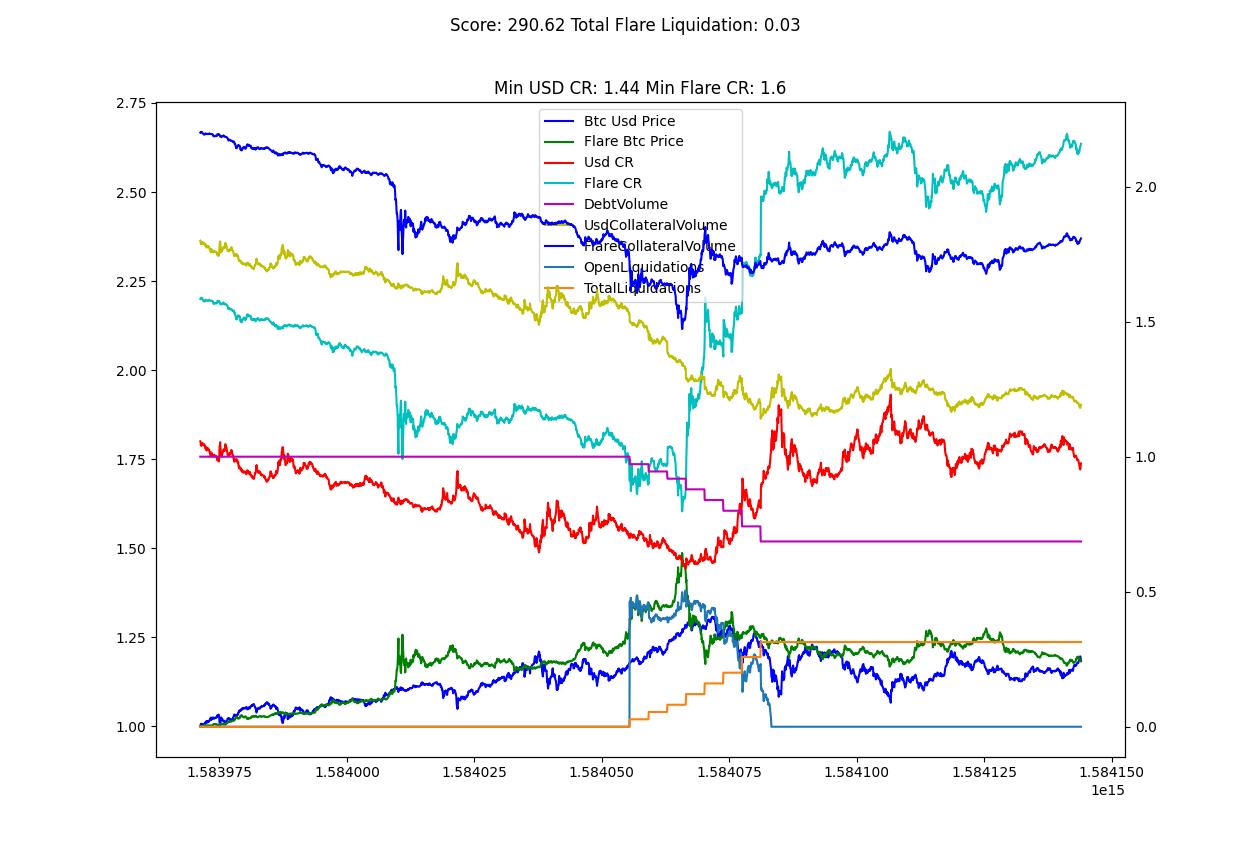 Score: 290.62 Total Flare Liquidation: 0.03
Min USD CR: 1.44 Min Flare CR: 1.6
Btc Usd Price
Flare Btc Price
Usd CR
Flare CR
DebtVolume
UsdCollateralVolume
FlareCollateralVolume
OpenLiquidations
TotalLiquidations
2.75
2.50
2.25
2.00
1.75
1.50
1.25
1.00
2.0
1.5
1.0
0.5
0.0
1.583975 1.584000 1.584025 1.584050 1.584075 1.584100 1.584125 1.584150
1e15